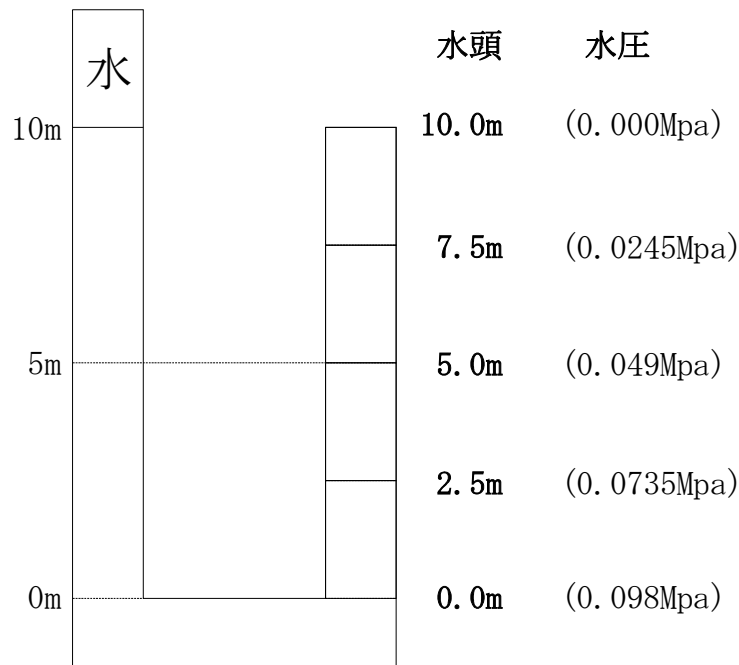 水頭 水圧
水
10m 10.0m (0.000Mpa)
7.5m (0.0245Mpa)
5m 5.0m (0.049Mpa)
2.5m (0.0735Mpa)
0m 0.0m (0.098Mpa)